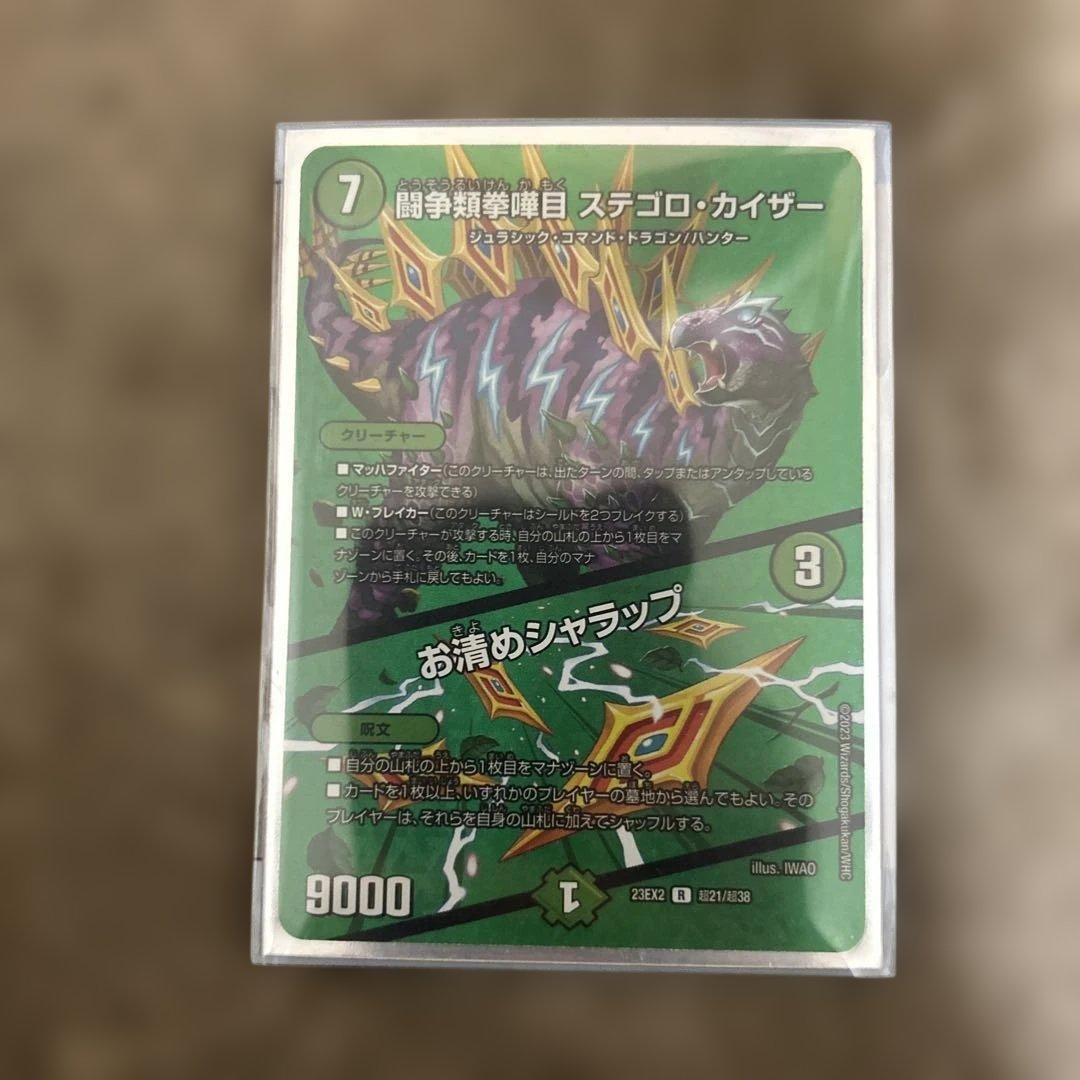 7
闘争類拳嘩目 ステゴロ・カイザー
とうそうるいけん か もく
ジュラシック・コマンド・ドラゴン/ハンター
クリーチャー
■ マッハファイター(このクリーチャーは、出たターンの間、タップまたはアンタップしている
クリーチャーを攻撃できる)
■ W・ブレイカー(このクリーチャーはシールドを2つブレイクする)
■ このクリーチャーが攻撃する時、自分の山札の上から1枚目をマ
ナゾーンに置く。その後、カードを1枚、自分のマナ
ゾーンから手札に戻してもよい。
3
お清めシャラップ
きよ
呪文
■ 自分の山札の上から1枚目をマナゾーンに置く。
■ カードを1枚以上、いずれかのプレイヤーの墓地から選んでもよい。その
プレイヤーは、それらを自身の山札に加えてシャッフルする。
©2023 Wizards/Shogakukan/WHC
illus. IWAO
9000
1
23EX2 R 超21/超38